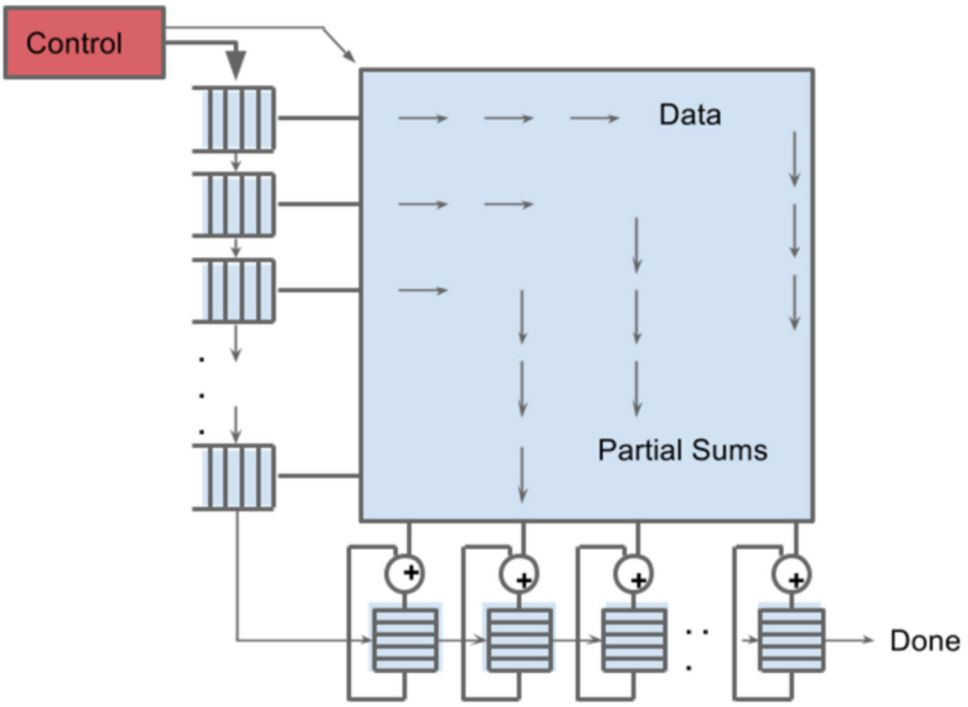 Control
Data
Partial Sums
+
+
+
+
Done